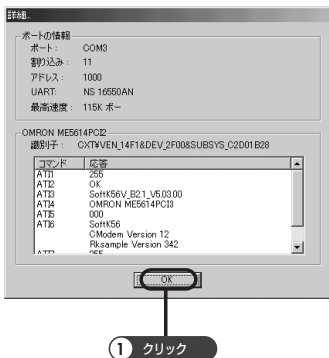 詳細...
ポートの情報
ポート： COM3
割り込み： 11
アドレス： 1000
UART: NS 16550AN
最高速度： 115K ボー
OMRON ME5614PCI2
識別子： CXT¥VEN_14F1&DEV_2F00&SUBSYS_C2D01B28
コマンド 応答
ATI1 255
ATI2 OK
ATI3 SoftK56V_B2.1_V5.03.00
ATI4 OMRON ME5614PCI3
ATI5 000
ATI6 SoftK56
CModem Version 12
Rksample Version 342
ATI7 255
OK
1 クリック